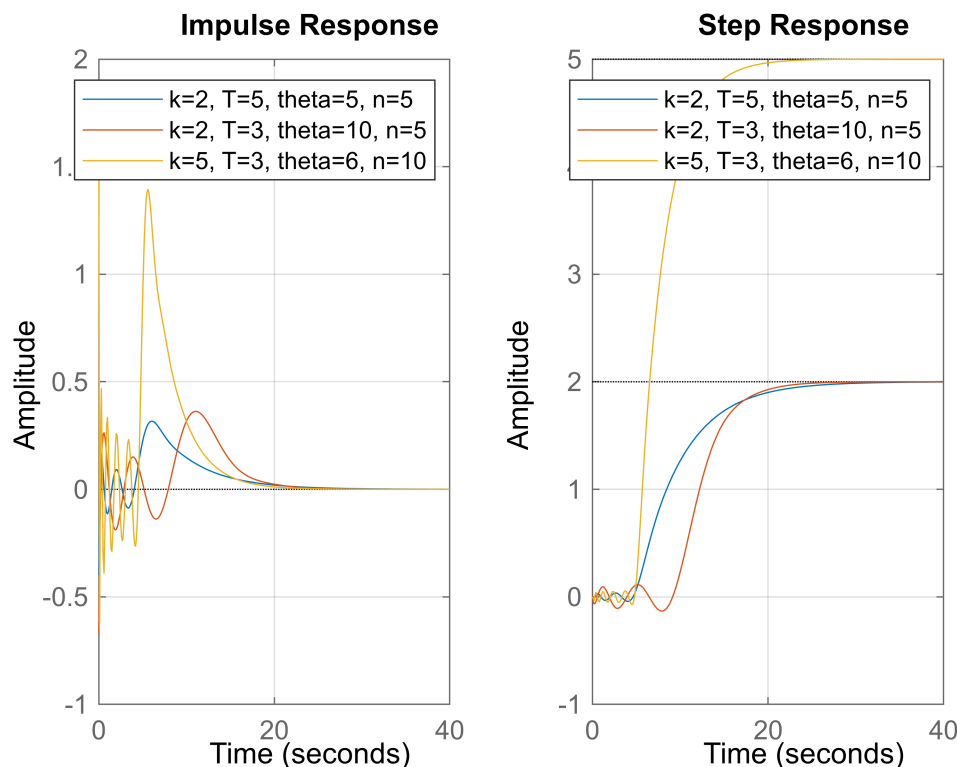 Impulse Response
2
k=2, T=5, theta=5, n=5
k=2, T=3, theta=10, n=5
k=5, T=3, theta=6, n=10
1.
1
0.5
0
-0.5
-1
Amplitude
0
20
40
Time (seconds)
Step Response
5
k=2, T=5, theta=5, n=5
k=2, T=3, theta=10, n=5
k=5, T=3, theta=6, n=10
3
2
1
0
-1
Amplitude
0
20
40
Time (seconds)